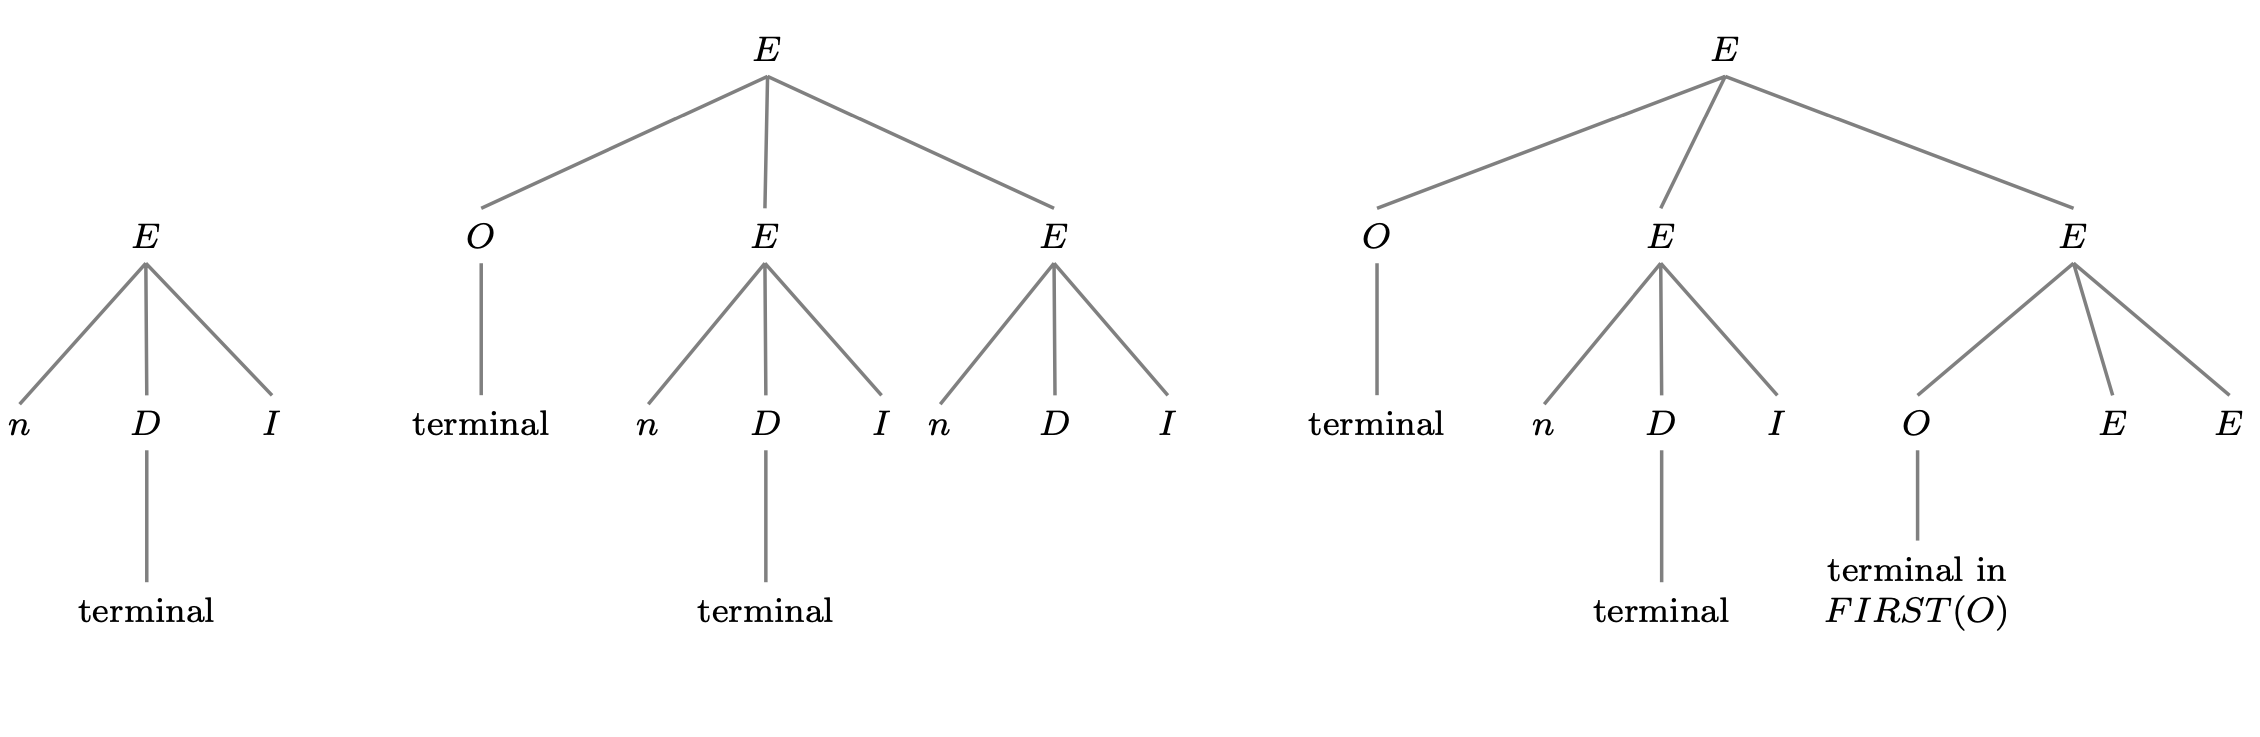 E E
E O E E O E E
n D I terminal n D I n D I terminal n D I O E E
terminal in
terminal terminal terminal FIRST(O)